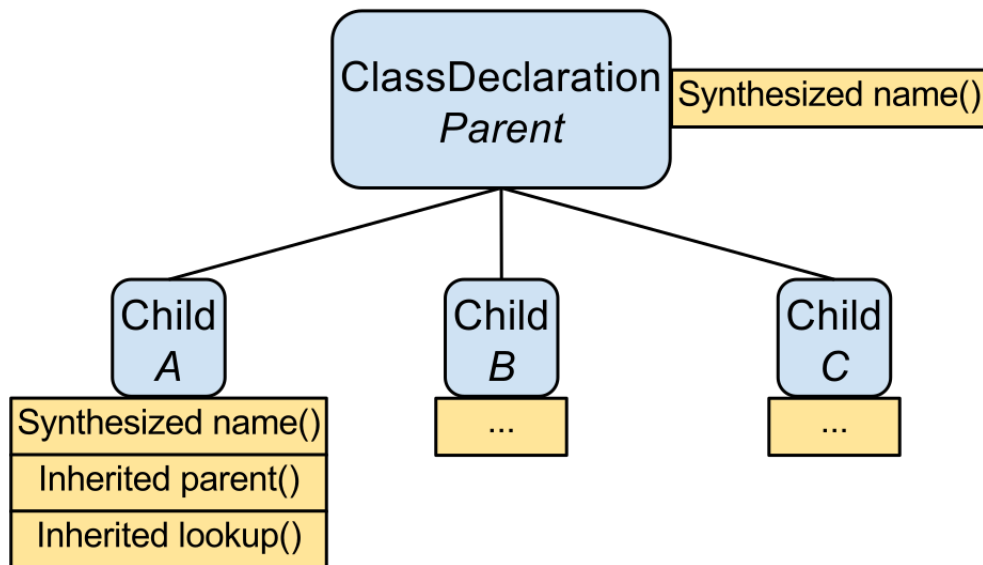 ClassDeclaration
Parent
Synthesized name()
Child
A
Synthesized name()
Inherited parent()
Inherited lookup()
Child
B
...
Child
C
...